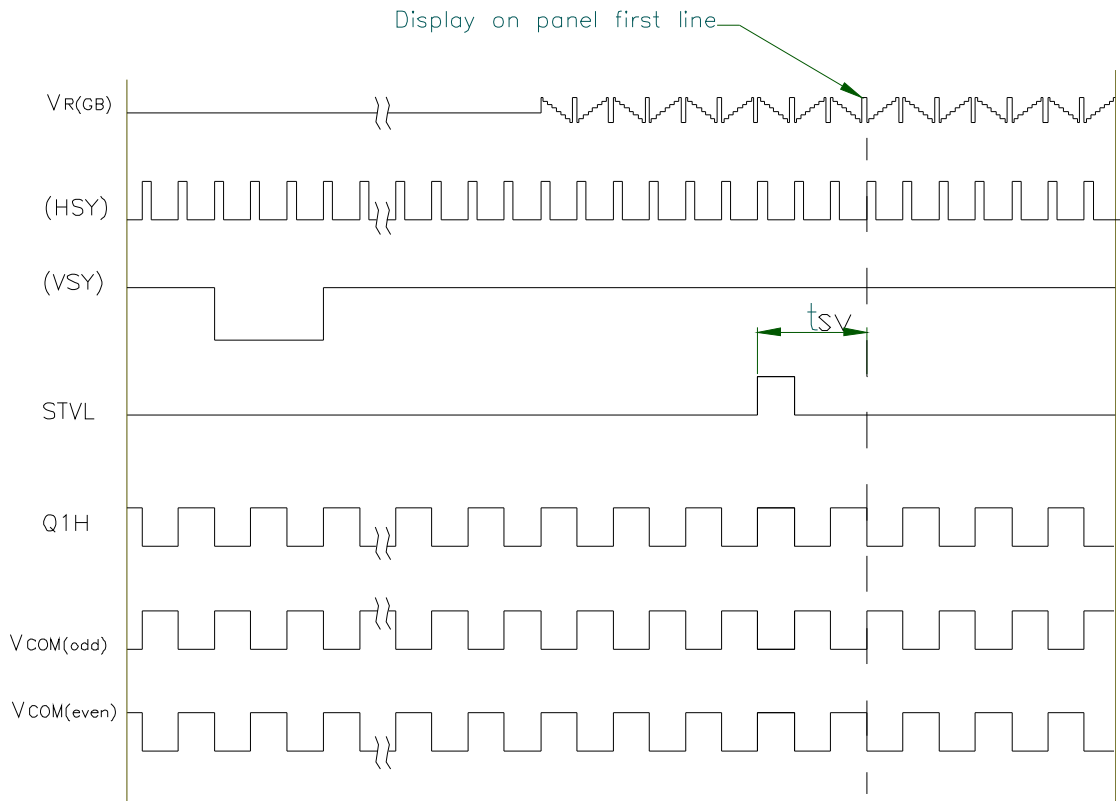 Display on panel first line
VR(GB)
(HSY)
(VSY)
tsv
STVL
Q1H
VCOM(odd)
VCOM(even)